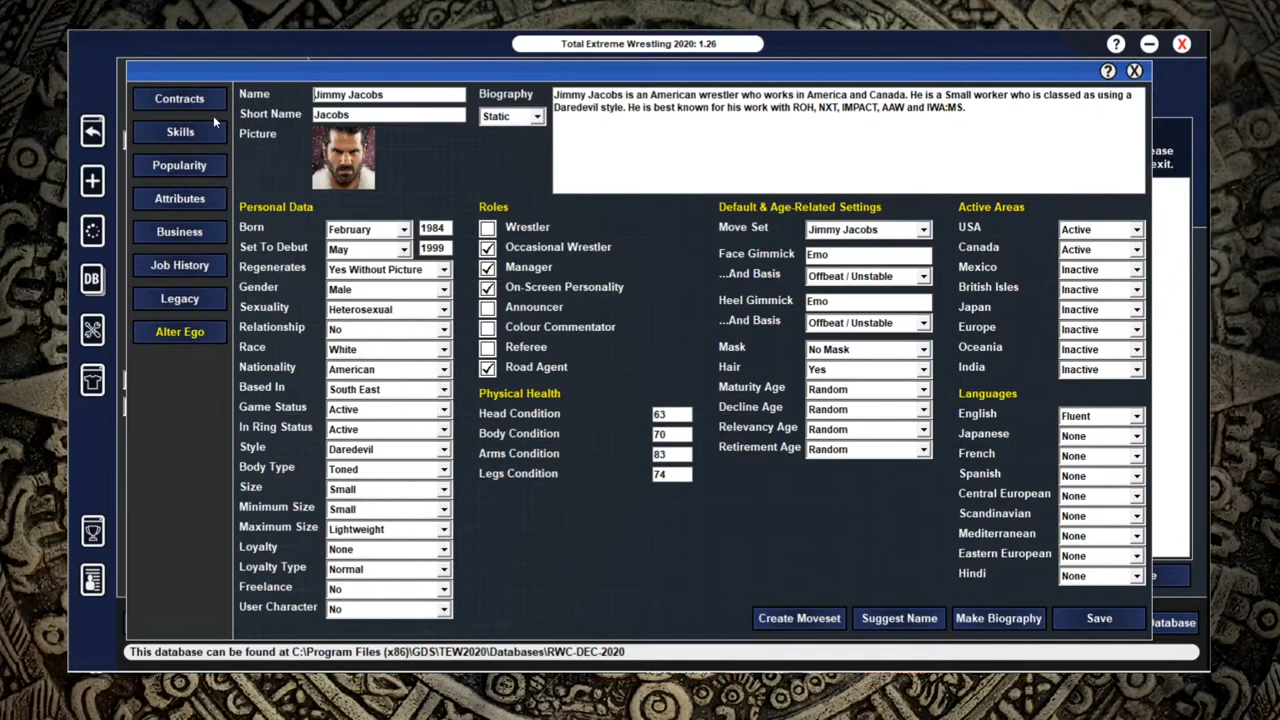 Total Extreme Wrestling 2020: 1.26
? X
? X
Contracts
Skills
Popularity
Attributes
Business
Job History
Legacy
Alter Ego
DB
Name Jimmy Jacobs
Short Name Jacobs
Picture
Biography
Static
Jimmy Jacobs is an American wrestler who works in America and Canada. He is a Small worker who is classed as using a
Daredevil style. He is best known for his work with ROH, NXT, IMPACT, AAW and IWA:MS.
ease
exit.
Personal Data
Born February 1984
Set To Debut May 1999
Regenerates Yes Without Picture
Gender Male
Sexuality Heterosexual
Relationship No
Race White
Nationality American
Based In South East
Game Status Active
In Ring Status Active
Style Daredevil
Body Type Toned
Size Small
Minimum Size Small
Maximum Size Lightweight
Loyalty None
Loyalty Type Normal
Freelance No
User Character No
Roles
Wrestler
Occasional Wrestler
Manager
On-Screen Personality
Announcer
Colour Commentator
Referee
Road Agent
Physical Health
Head Condition 63
Body Condition 70
Arms Condition 83
Legs Condition 74
Default & Age-Related Settings
Move Set Jimmy Jacobs
Face Gimmick Emo
...And Basis Offbeat / Unstable
Heel Gimmick Emo
...And Basis Offbeat / Unstable
Mask No Mask
Hair Yes
Maturity Age Random
Decline Age Random
Relevancy Age Random
Retirement Age Random
Active Areas
USA Active
Canada Active
Mexico Inactive
British Isles Inactive
Japan Inactive
Europe Inactive
Oceania Inactive
India Inactive
Languages
English Fluent
Japanese None
French None
Spanish None
Central European None
Scandinavian None
Mediterranean None
Eastern European None
Hindi None
e
Create Moveset Suggest Name Make Biography Save
atabase
This database can be found at C:\Program Files (x86)\GDS\TEW2020\Databases\RWC-DEC-2020